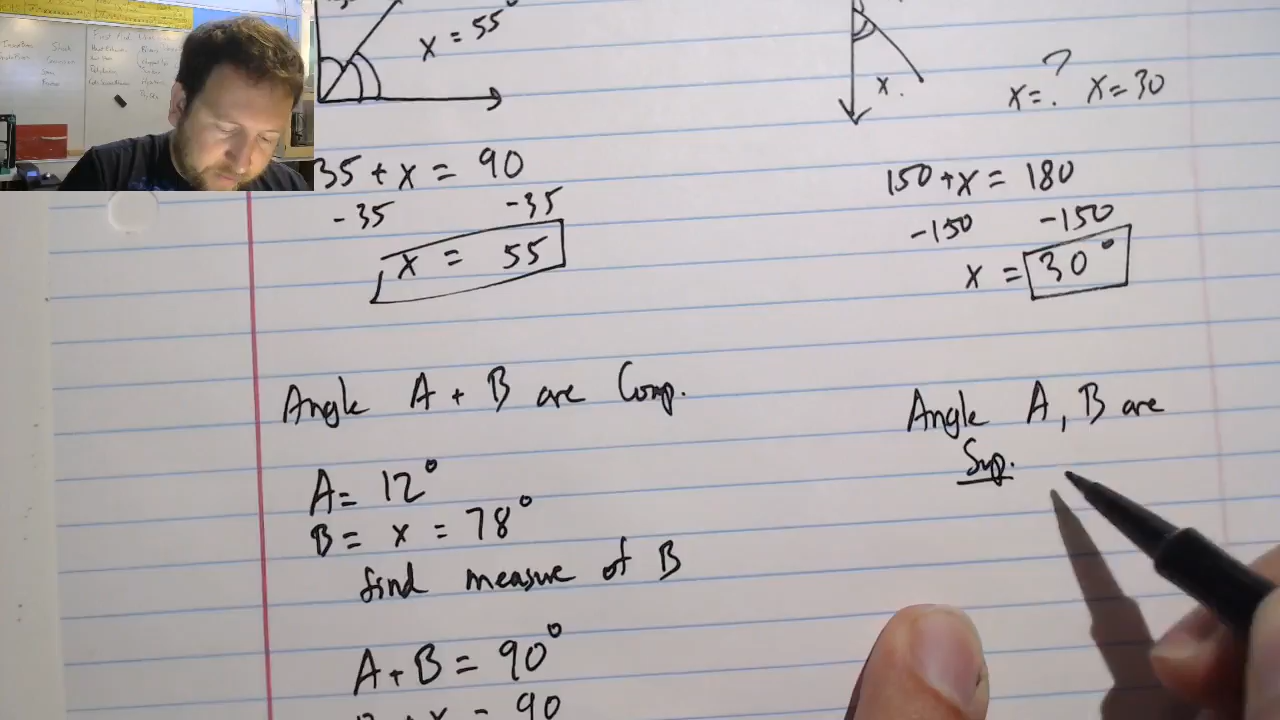 x = 55°
35 + x = 90
-35 -35
x = 55
Angle A + B are Comp.
A = 12°
B = x = 78°
find measure of B
A + B = 90°
+ x = 90
x
x = ? x = 30
150 + x = 180
-150 -150
x = 30°
Angle A, B are
Sup.